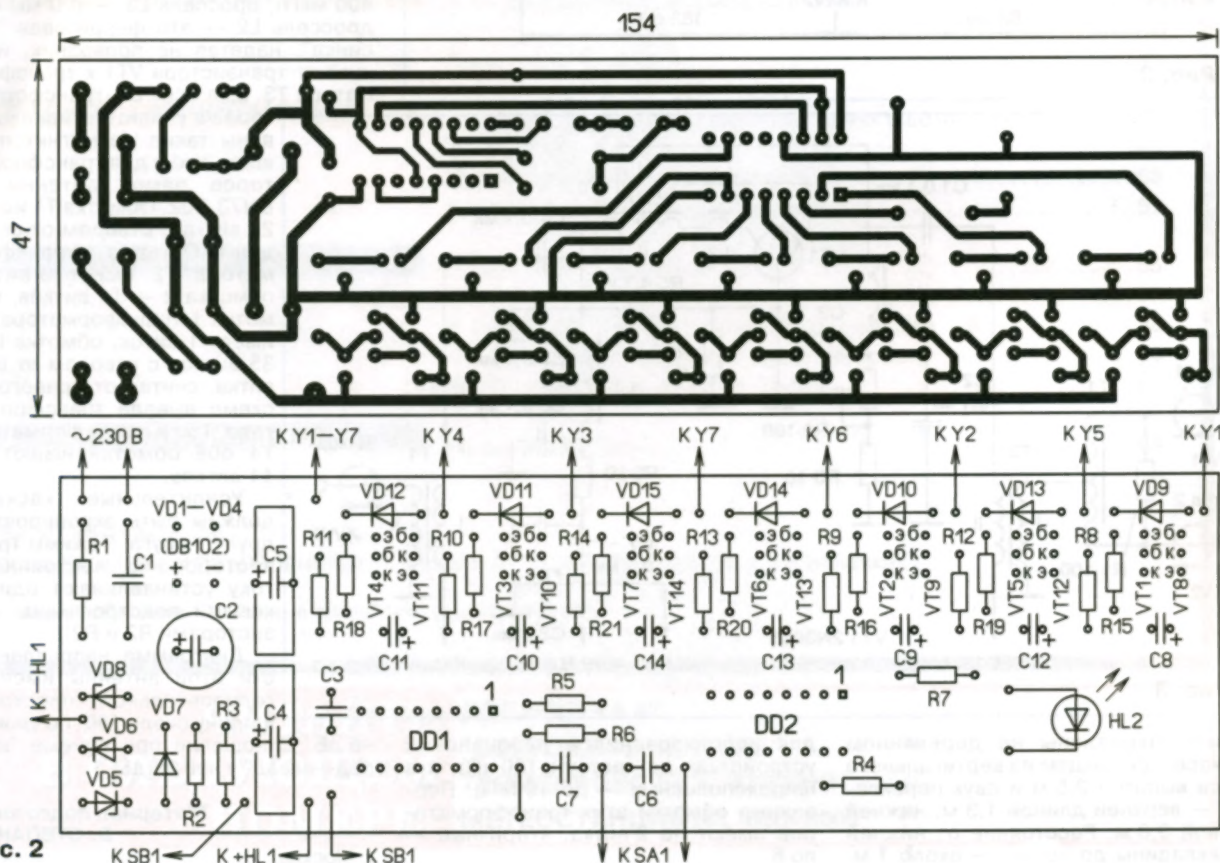 154
47
~230 В К Y1–Y7 К Y4 К Y3 К Y7 К Y6 К Y2 К Y5 К Y1
R1 C1 VD1–VD4 (DB102) + C2 C5
R11 VD12 R10 VD11 R14 VD15 R13 VD14 R9 VD10 R12 VD13 R8 VD9
э б э б э б э б э б э б э б
б к б к б к б к б к б к б к
к э к э к э к э к э к э к э
VT4 VT11 VT3 VT10 VT7 VT14 VT6 VT13 VT2 VT9 VT5 VT12 VT1 VT8
R18 R17 R21 R20 R16 R19 R15
C11 + C10 + C14 + C13 + C9 + C12 + C8 +
К –HL1
VD8 VD6 VD5 VD7 R2 R3 C4 + C3
1 DD1 R5 R6 C7 C6 1 DD2 R7 R4 HL2
с. 2
К SB1 К +HL1 К SB1 К SA1